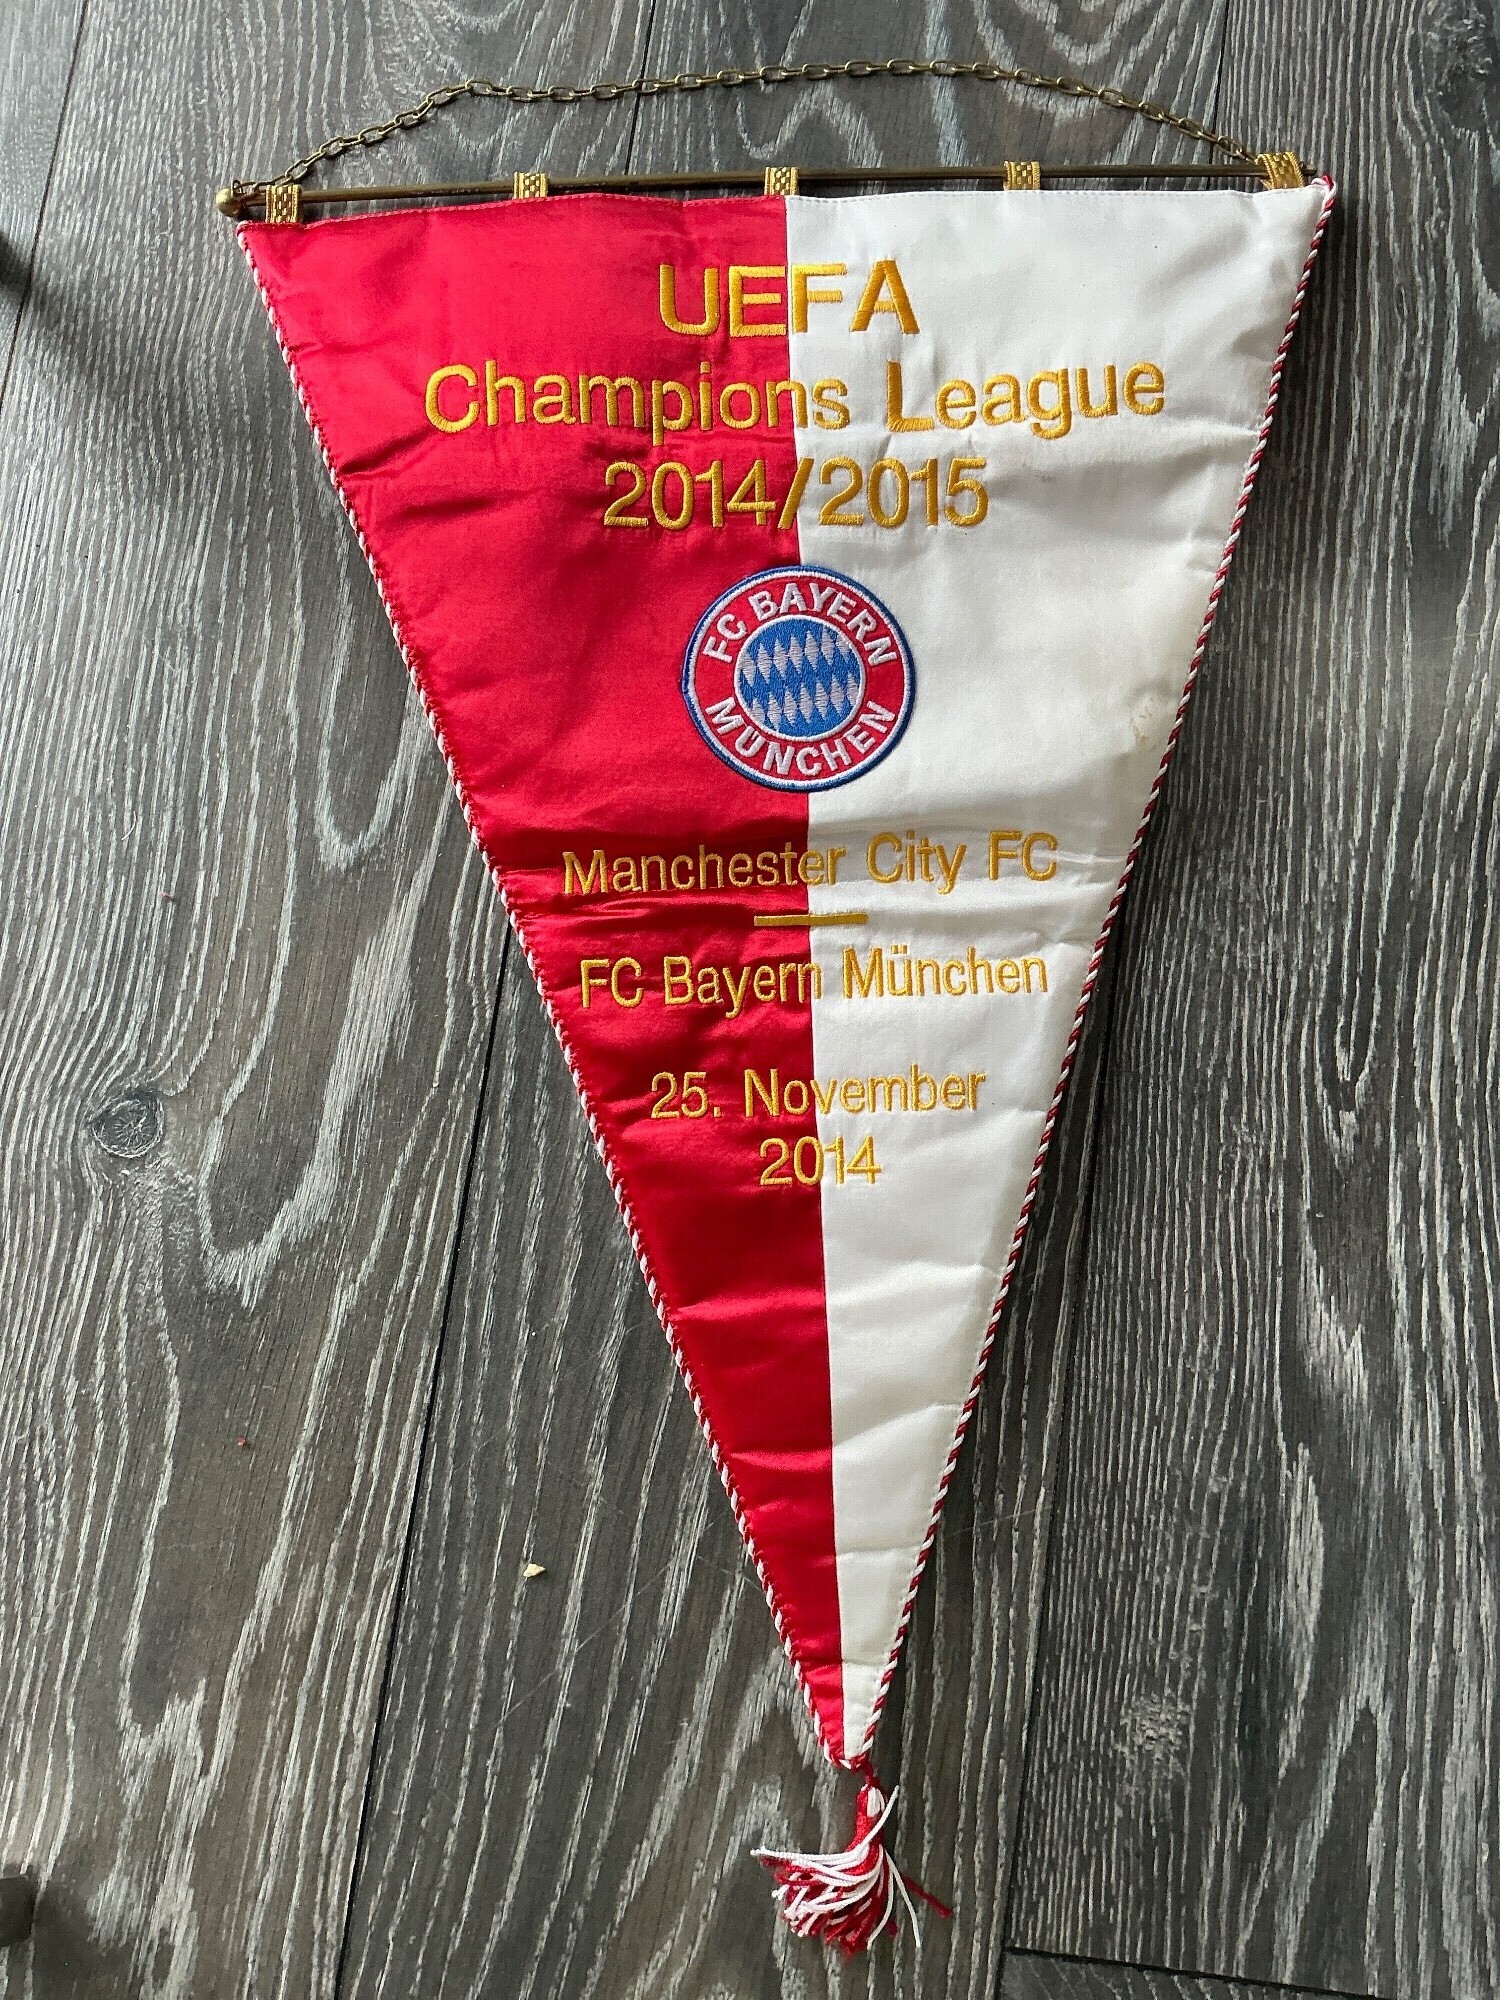 UEFA
Champions League
2014/2015
FC BAYERN
MÜNCHEN
Manchester City FC
—
FC Bayern München
25. November
2014